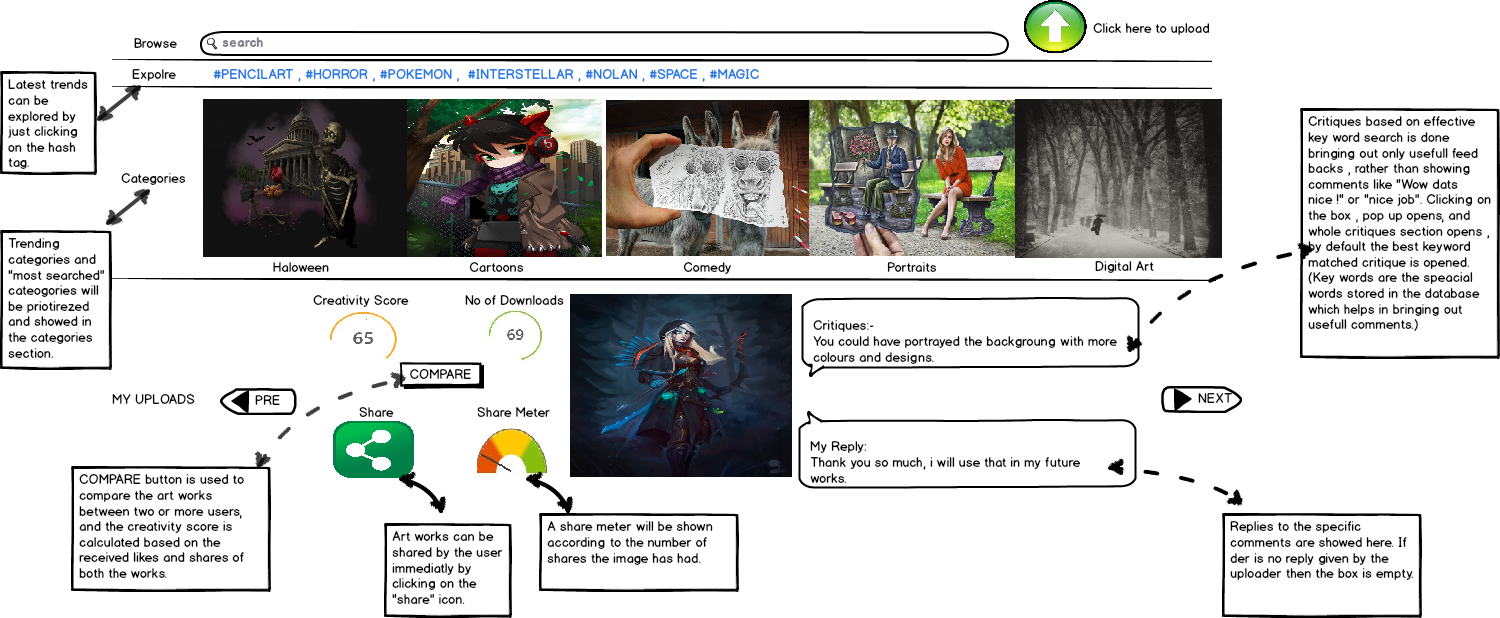 Click here to upload
Browse
search
Expolre
#PENCILART , #HORROR , #POKEMON , #INTERSTELLAR , #NOLAN , #SPACE , #MAGIC
Latest trends
can be
explored by
just clicking
on the hash
tag.
Categories
Trending
categories and
"most searched"
cateogories will
be priotirezed
and showed in
the categories
section.
Haloween
Cartoons
Comedy
Portraits
Digital Art
Critiques based on effective
key word search is done
bringing out only usefull feed
backs , rather than showing
comments like "Wow dats
nice !" or "nice job". Clicking on
the box , pop up opens, and
whole critiques section opens ,
by default the best keyword
matched critique is opened.
(Key words are the speacial
words stored in the database
which helps in bringing out
usefull comments.)
Creativity Score
65
No of Downloads
69
COMPARE
Critiques:-
You could have portrayed the backgroung with more
colours and designs.
MY UPLOADS
PRE
NEXT
Share
Share Meter
My Reply:
Thank you so much, i will use that in my future
works.
COMPARE button is used to
compare the art works
between two or more users,
and the creativity score is
calculated based on the
received likes and shares of
both the works.
Art works can be
shared by the user
immediatly by
clicking on the
"share" icon.
A share meter will be shown
according to the number of
shares the image has had.
Replies to the specific
comments are showed here. If
der is no reply given by the
uploader then the box is empty.